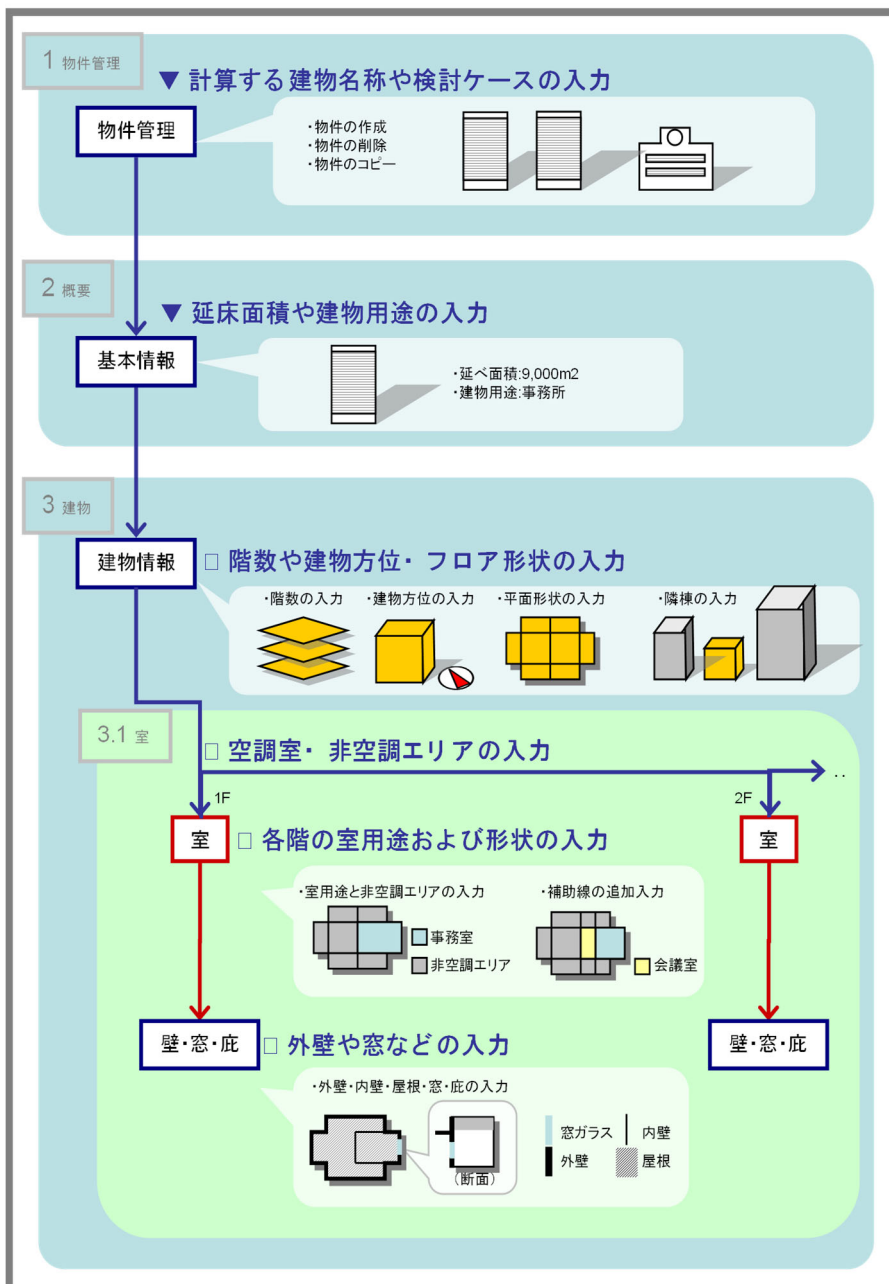 1 物件管理
▼ 計算する建物名称や検討ケースの入力
物件管理
・物件の作成
・物件の削除
・物件のコピー
2 概要
▼ 延床面積や建物用途の入力
基本情報
・延べ面積:9,000m2
・建物用途:事務所
3 建物
建物情報
□ 階数や建物方位・ フロア形状の入力
・階数の入力
・建物方位の入力
・平面形状の入力
・隣棟の入力
3.1 室
□ 空調室・ 非空調エリアの入力
‥
1F
2F
室
□ 各階の室用途および形状の入力
室
・室用途と非空調エリアの入力
・補助線の追加入力
事務室
非空調エリア
会議室
壁・窓・庇
□ 外壁や窓などの入力
壁・窓・庇
・外壁・内壁・屋根・窓・庇の入力
(断面)
窓ガラス
内壁
外壁
屋根